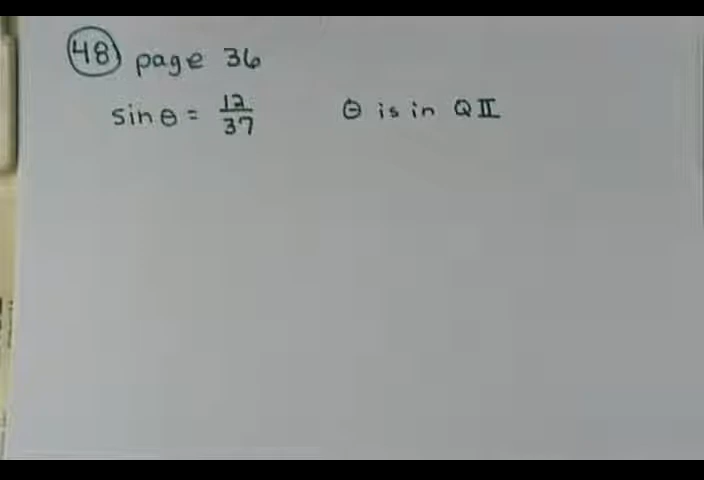 48 page 36
sin θ = 12/37 θ is in QII